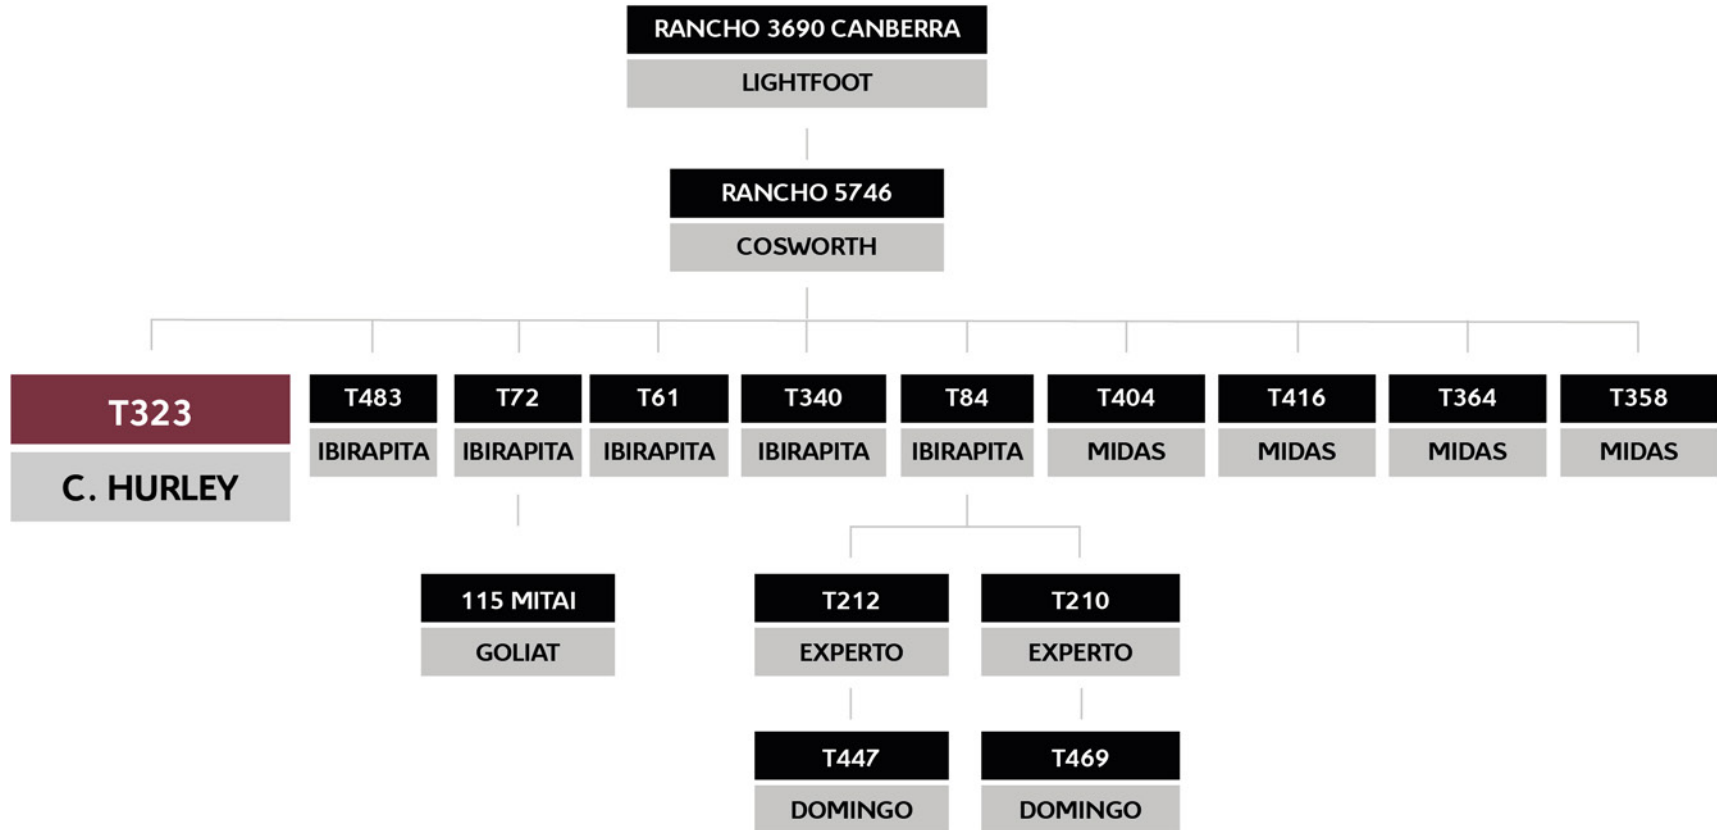 RANCHO 3690 CANBERRA
LIGHTFOOT
RANCHO 5746
COSWORTH
T323
C. HURLEY
T483
IBIRAPITA
T72
IBIRAPITA
T61
IBIRAPITA
T340
IBIRAPITA
T84
IBIRAPITA
T404
MIDAS
T416
MIDAS
T364
MIDAS
T358
MIDAS
115 MITAI
GOLIAT
T212
EXPERTO
T210
EXPERTO
T447
DOMINGO
T469
DOMINGO